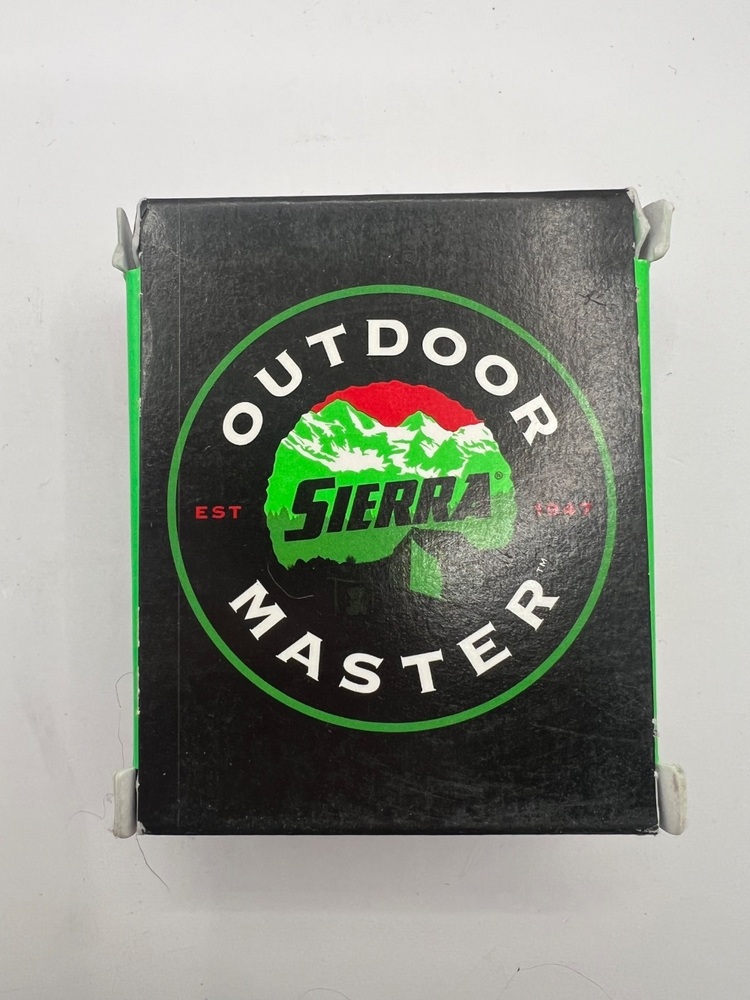 OUTDOOR
SIERRA®
EST 1947
MASTER™